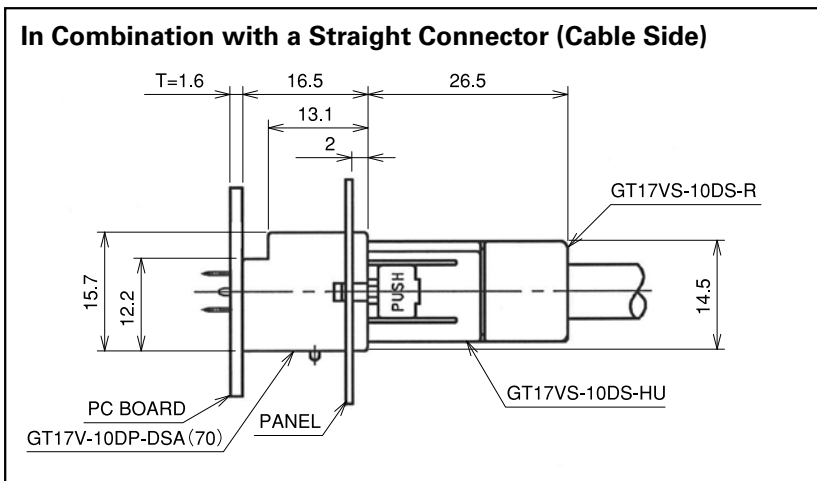 In Combination with a Straight Connector (Cable Side)
T=1.6
16.5
26.5
13.1
2
GT17VS-10DS-R
15.7
12.2
PUSH
14.5
GT17VS-10DS-HU
PC BOARD
PANEL
GT17V-10DP-DSA(70)